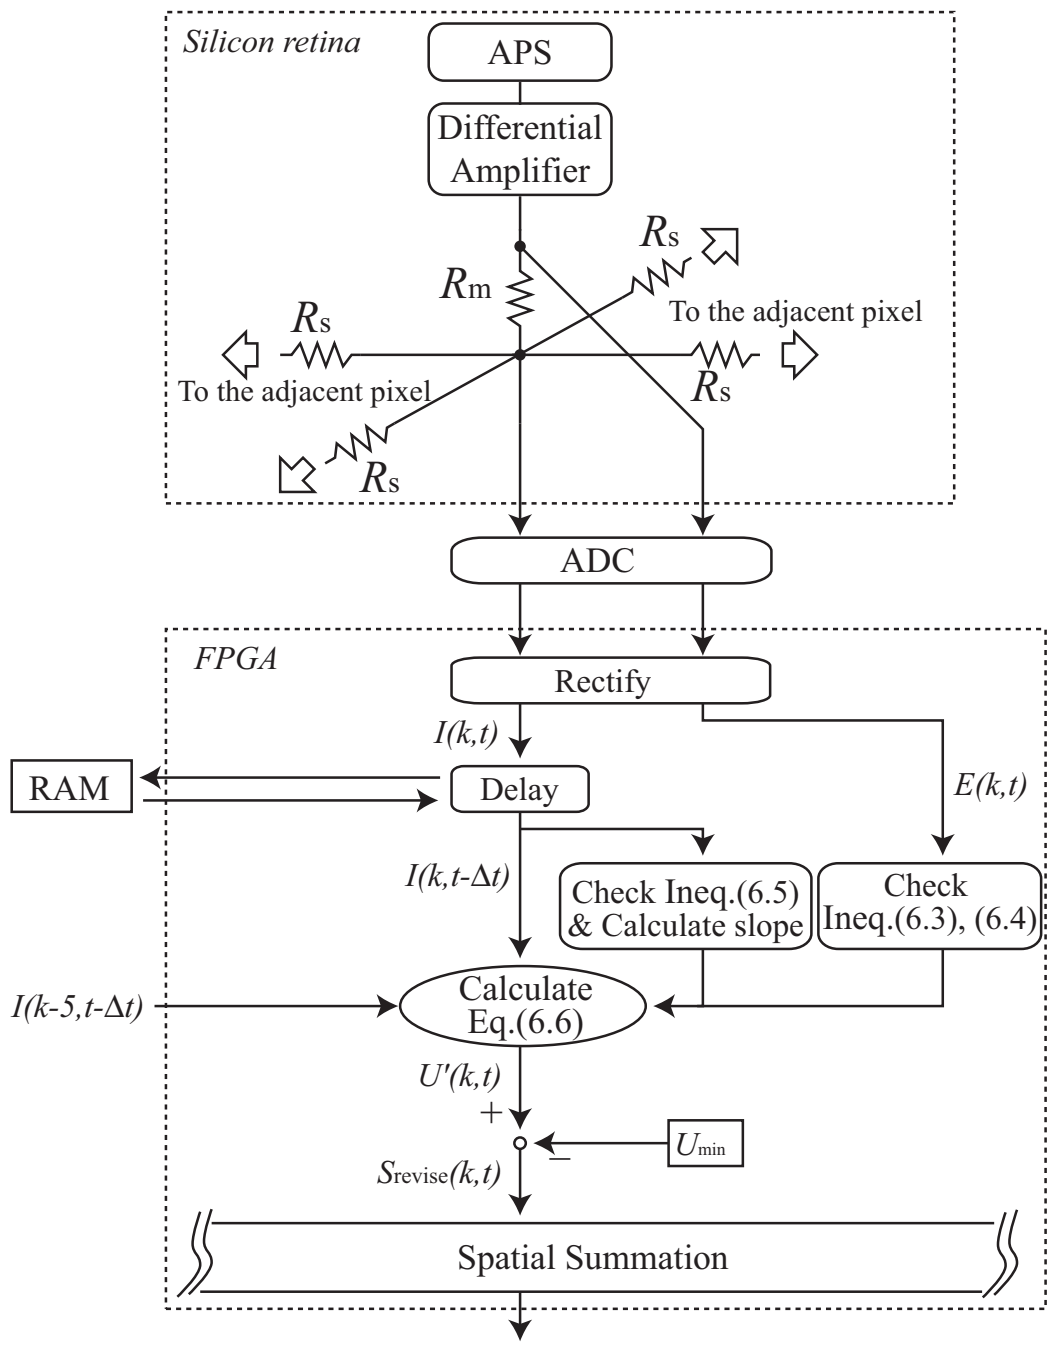 Silicon retina
APS
Differential
Amplifier
Rs
Rm
To the adjacent pixel
Rs
Rs
To the adjacent pixel
Rs
ADC
FPGA
Rectify
I(k,t)
RAM
Delay
E(k,t)
I(k,t-Δt)
Check Ineq.(6.5)
& Calculate slope
Check
Ineq.(6.3), (6.4)
I(k-5,t-Δt)
Calculate
Eq.(6.6)
U'(k,t)
+
Umin
−
Srevise(k,t)
Spatial Summation